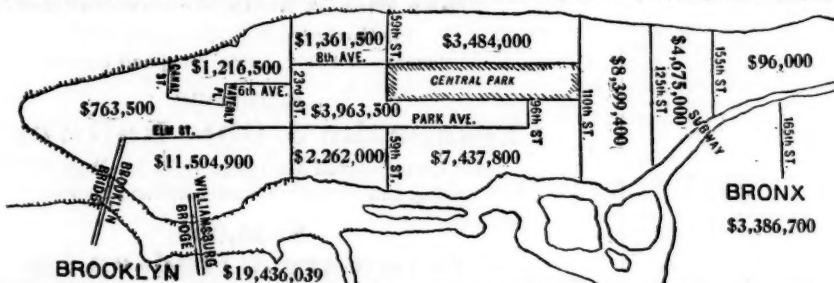 59th ST.
$1,361,500
$3,484,000
8th AVE.
CANAL ST.
$1,216,500
WAVERLY PL.
6th AVE.
23rd ST.
CENTRAL PARK
$763,500
$3,963,500
PARK AVE.
96th ST
110th ST.
$8,399,400
$4,675,000
125th ST.
155th ST.
$96,000
SUBWAY
165th ST.
ELM ST.
$11.504,900
$2.262,000
59th ST.
$7,437,800
BROOKLYN BRIDGE
WILLIAMSBURG BRIDGE
BRONX
$3,386,700
BROOKLYN
$19,436,039